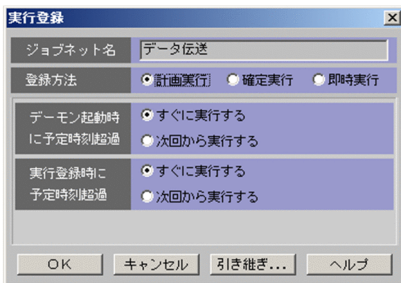 実行登録
ジョブネット名 データ伝送
登録方法 計画実行 確定実行 即時実行
デーモン起動時に予定時刻超過
すぐに実行する
次回から実行する
実行登録時に予定時刻超過
すぐに実行する
次回から実行する
OK キャンセル 引き継ぎ... ヘルプ